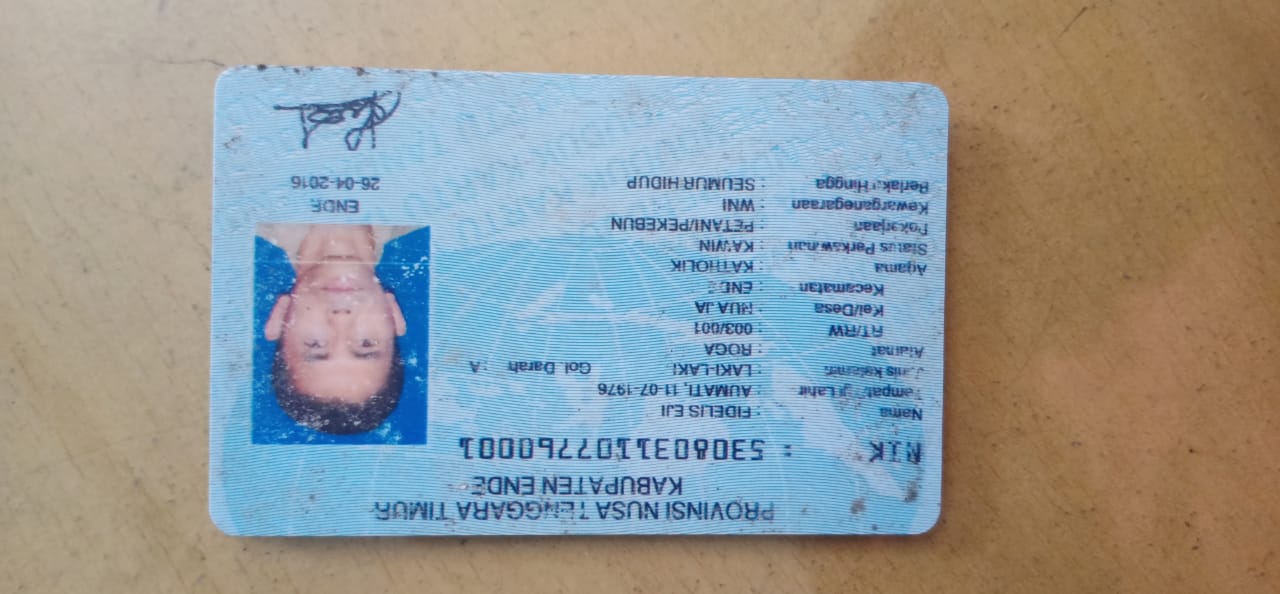 PROVINSI NUSA TENGGARA TIMUR
KABUPATEN ENDE
NIK : 5308031107760001
Nama : FIDELIS EJI
Tempat/Tgl Lahir : AUMATI, 11-07-1976
Jenis kelamin : LAKI-LAKI Gol. Darah : A
Alamat : ROGA
RT/RW : 003/001
Kel/Desa : NUA JA
Kecamatan : ENDE
Agama : KATHOLIK
Status Perkawinan : KAWIN
Pekerjaan : PETANI/PEKEBUN
Kewarganegaraan : WNI
Berlaku Hingga : SEUMUR HIDUP
ENDE
26-04-2016